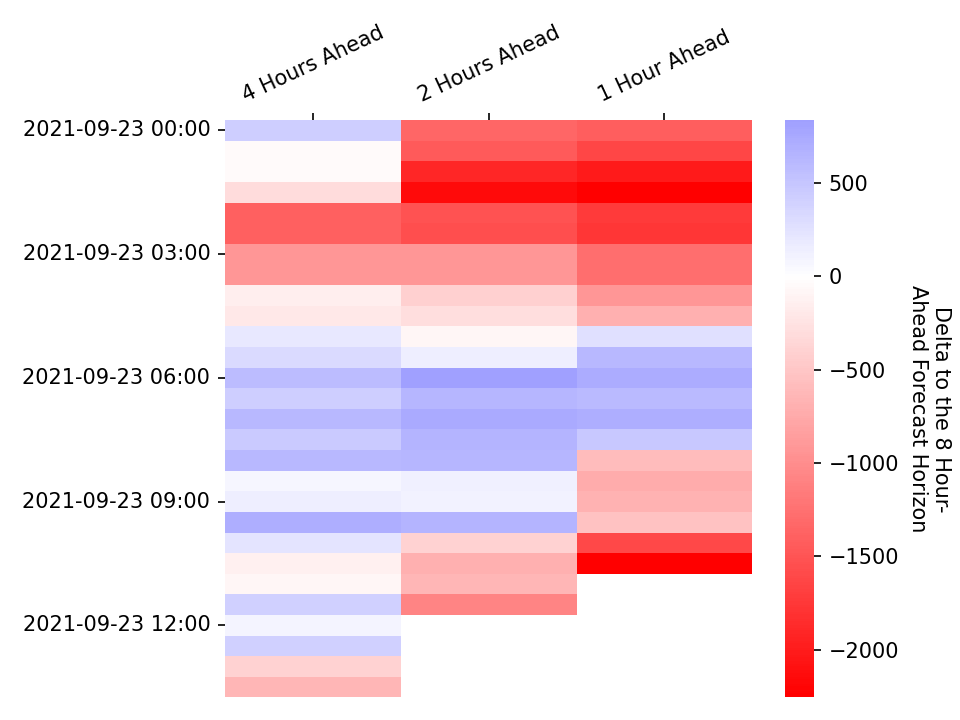 4 Hours Ahead
2 Hours Ahead
1 Hour Ahead
2021-09-23 00:00
2021-09-23 03:00
2021-09-23 06:00
2021-09-23 09:00
2021-09-23 12:00
500
0
−500
−1000
−1500
−2000
Delta to the 8 Hour-
Ahead Forecast Horizon